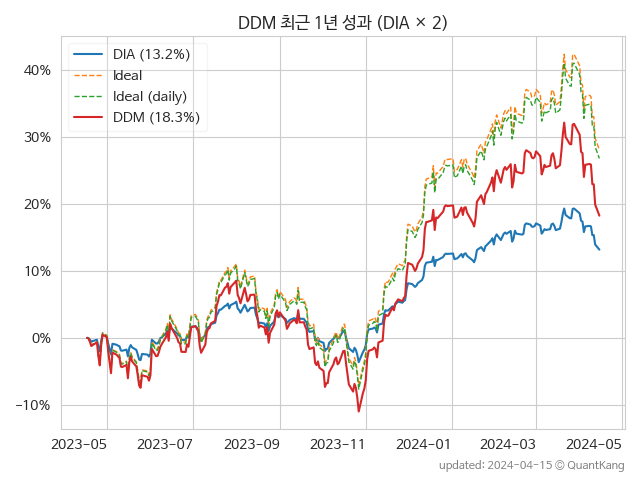 DDM 최근 1년 성과 (DIA × 2)
DIA (13.2%)
Ideal
Ideal (daily)
DDM (18.3%)
40%
30%
20%
10%
0%
−10%
2023-05 2023-07 2023-09 2023-11 2024-01 2024-03 2024-05
updated: 2024-04-15 © QuantKang